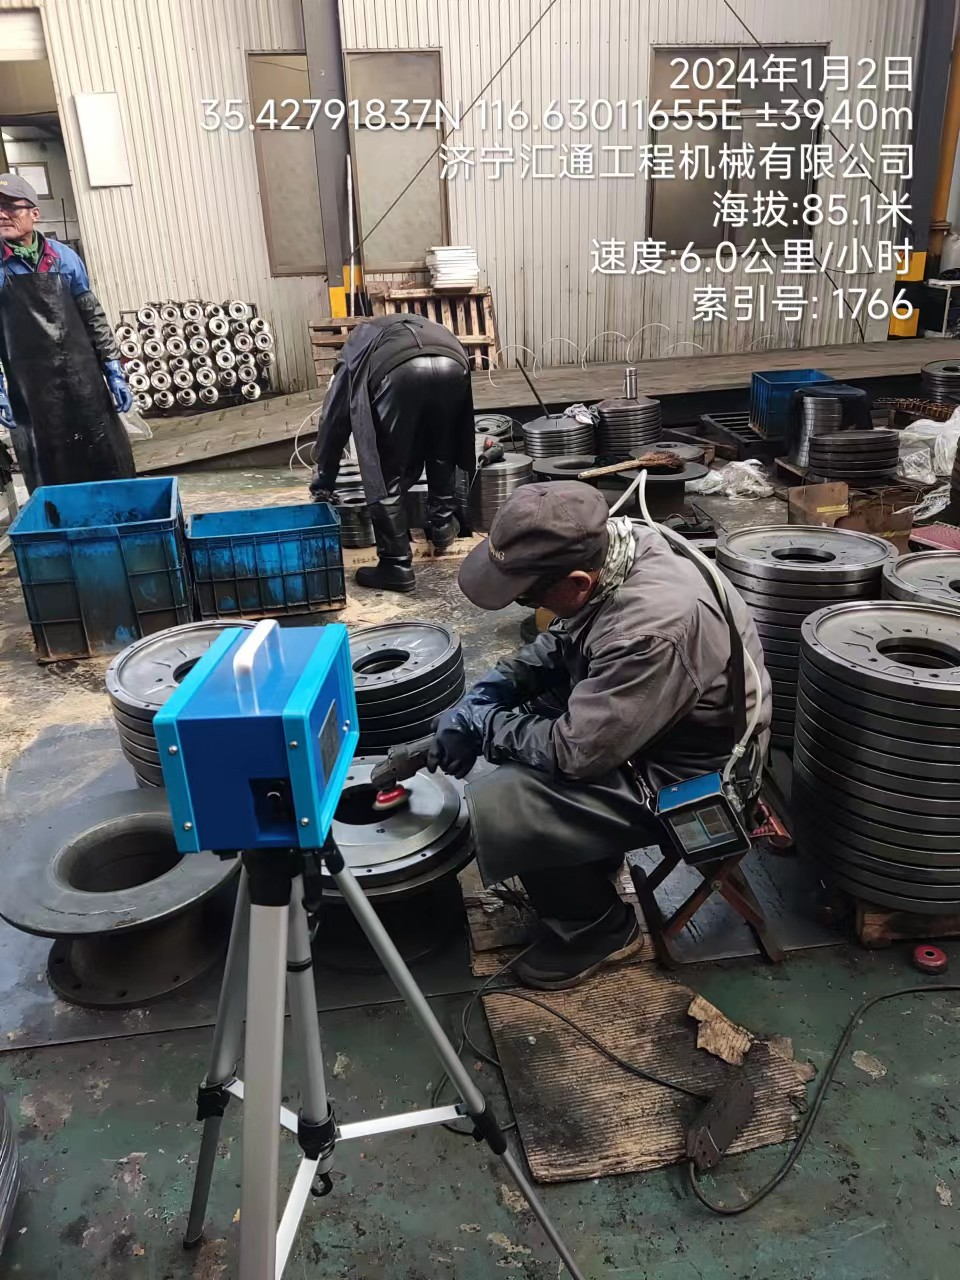 2024年1月2日
35.42791837N 116.63011655E ±39.40m
济宁汇通工程机械有限公司
海拔:85.1米
速度:6.0公里/小时
索引号: 1766